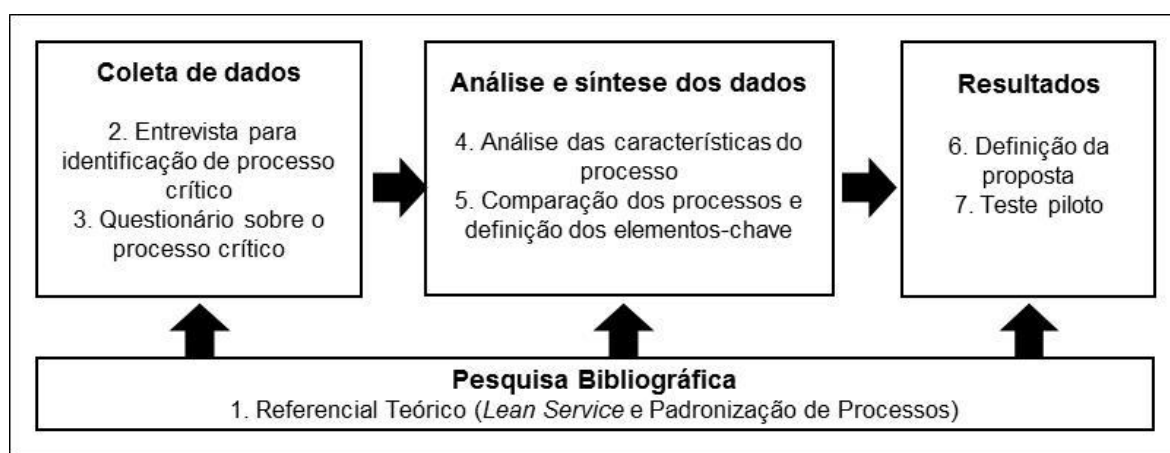 Coleta de dados
2. Entrevista para
identificação de processo
crítico
3. Questionário sobre o
processo crítico
Análise e síntese dos dados
4. Análise das características do
processo
5. Comparação dos processos e
definição dos elementos-chave
Resultados
6. Definição da
proposta
7. Teste piloto
Pesquisa Bibliográfica
1. Referencial Teórico (Lean Service e Padronização de Processos)